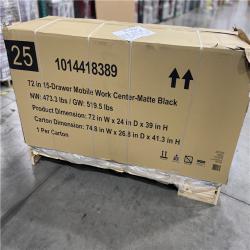 25
1014418389
72 in 15-Drawer Mobile Work Center-Matte Black
NW: 473.3 lbs / GW: 519.5 lbs
Product Dimension: 72 in W x 24 in D x 39 in H
Carton Dimension: 74.8 in W x 26.8 in D x 41.3 in H
1 Per Carton